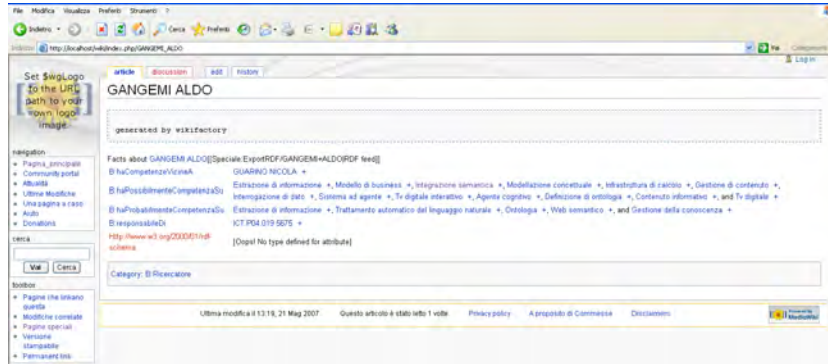 File Modifica Visualizza Preferiti Strumenti ?
Indietro Cerca Preferiti
Indirizzo http://localhost/wiki/index.php/GANGEMI_ALDO Vai Collegamenti
Log in
Set $wgLogo
to the URL
path to your
own logo
image.
article discussion edit history
GANGEMI ALDO
generated by wikifactory
navigation
Pagina_principale
Community portal
Attualità
Ultime Modifiche
Una pagina a caso
Aiuto
Donations
cerca
Vai Cerca
toolbox
Pagine che linkano
questa
Modifiche correlate
Pagine speciali
Versione
stampabile
Permanent link
Facts about GANGEMI ALDO[[Speciale:ExportRDF/GANGEMI+ALDO|RDF feed]]
B:haCompetenzeVicineA GUARINO NICOLA +
B:haPossibilmenteCompetenzaSu Estrazione di informazione +, Modello di business +, Integrazione semantica +, Modellazione concettuale +, Infrastruttura di calcolo +, Gestione di contenuto +,
Interrogazione di dato +, Sistema ad agente +, Tv digitale interattivo +, Agente cognitivo +, Definizione di ontologia +, Contenuto informativo +, and Tv digitale +
B:haProbabilmenteCompetenzaSu Estrazione di informazione +, Trattamento automatico del linguaggio naturale +, Ontologia +, Web semantico +, and Gestione della conoscenza +
B:responsabileDi ICT.P04.019-5675 +
Http://www.w3.org/2000/01/rdf-
schema [Oops! No type defined for attribute]
Category: B:Ricercatore
Ultima modifica il 13:19, 21 Mag 2007. Questo articolo è stato letto 1 volte. Privacy policy A proposito di Commesse Disclaimers
Powered by
MediaWiki